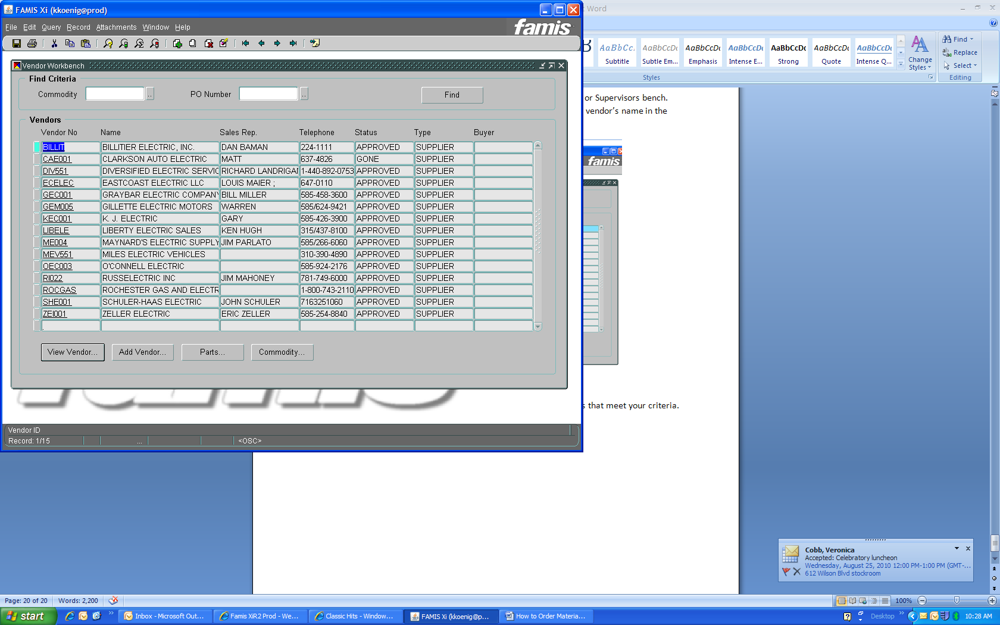 FAMIS Xi (kkoenig@prod)
t Word
File Edit Query Record Attachments Window Help
famis
Subtitle Subtle Em... Emphasis Intense E... Strong Quote Intense Q...
Change Styles
Find
Replace
Select
Styles
Editing
Vendor Workbench
Find Criteria
Commodity .. PO Number .. Find
or Supervisors bench.
vendor's name in the
Vendors
Vendor No Name Sales Rep. Telephone Status Type Buyer
BILLIT BILLITIER ELECTRIC, INC. DAN BAMAN 224-1111 APPROVED SUPPLIER
CAE001 CLARKSON AUTO ELECTRIC MATT 637-4826 GONE SUPPLIER
DIV551 DIVERSIFIED ELECTRIC SERVIC RICHARD LANDRIGAN 1-440-892-0753 APPROVED SUPPLIER
ECELEC EASTCOAST ELECTRIC LLC LOUIS MAIER ; 647-0110 APPROVED SUPPLIER
GEC001 GRAYBAR ELECTRIC COMPANY BILL MILLER 585-458-3600 APPROVED SUPPLIER
GEM005 GILLETTE ELECTRIC MOTORS WARREN 585/624-9421 APPROVED SUPPLIER
KEC001 K. J. ELECTRIC GARY 585-426-3900 APPROVED SUPPLIER
LIBELE LIBERTY ELECTRIC SALES KEN HUGH 315/437-8100 APPROVED SUPPLIER
ME004 MAYNARD'S ELECTRIC SUPPLY JIM PARLATO 585/266-6060 APPROVED SUPPLIER
MEV551 MILES ELECTRIC VEHICLES 310-390-4890 APPROVED SUPPLIER
OEC003 O'CONNELL ELECTRIC 585-924-2176 APPROVED SUPPLIER
RI022 RUSSELECTRIC INC JIM MAHONEY 781-749-6000 APPROVED SUPPLIER
ROCGAS ROCHESTER GAS AND ELECTR 1-800-743-2110 APPROVED SUPPLIER
SHE001 SCHULER-HAAS ELECTRIC JOHN SCHULER 7163251060 APPROVED SUPPLIER
ZEI001 ZELLER ELECTRIC ERIC ZELLER 585-254-8840 APPROVED SUPPLIER
View Vendor... Add Vendor... Parts... Commodity...
famis
s that meet your criteria.
Vendor ID
Record: 1/15 ... <OSC>
Cobb, Veronica
Accepted: Celebratory luncheon
Wednesday, August 25, 2010 12:00 PM-1:00 PM (GMT-...
612 Wilson Blvd stockroom
Page: 20 of 20 Words: 2,200 100%
start Inbox - Microsoft Out... Famis XiR2 Prod - We... Classic Hits - Window... FAMIS Xi (kkoenig@p... How to Order Materia... Desktop 10:28 AM